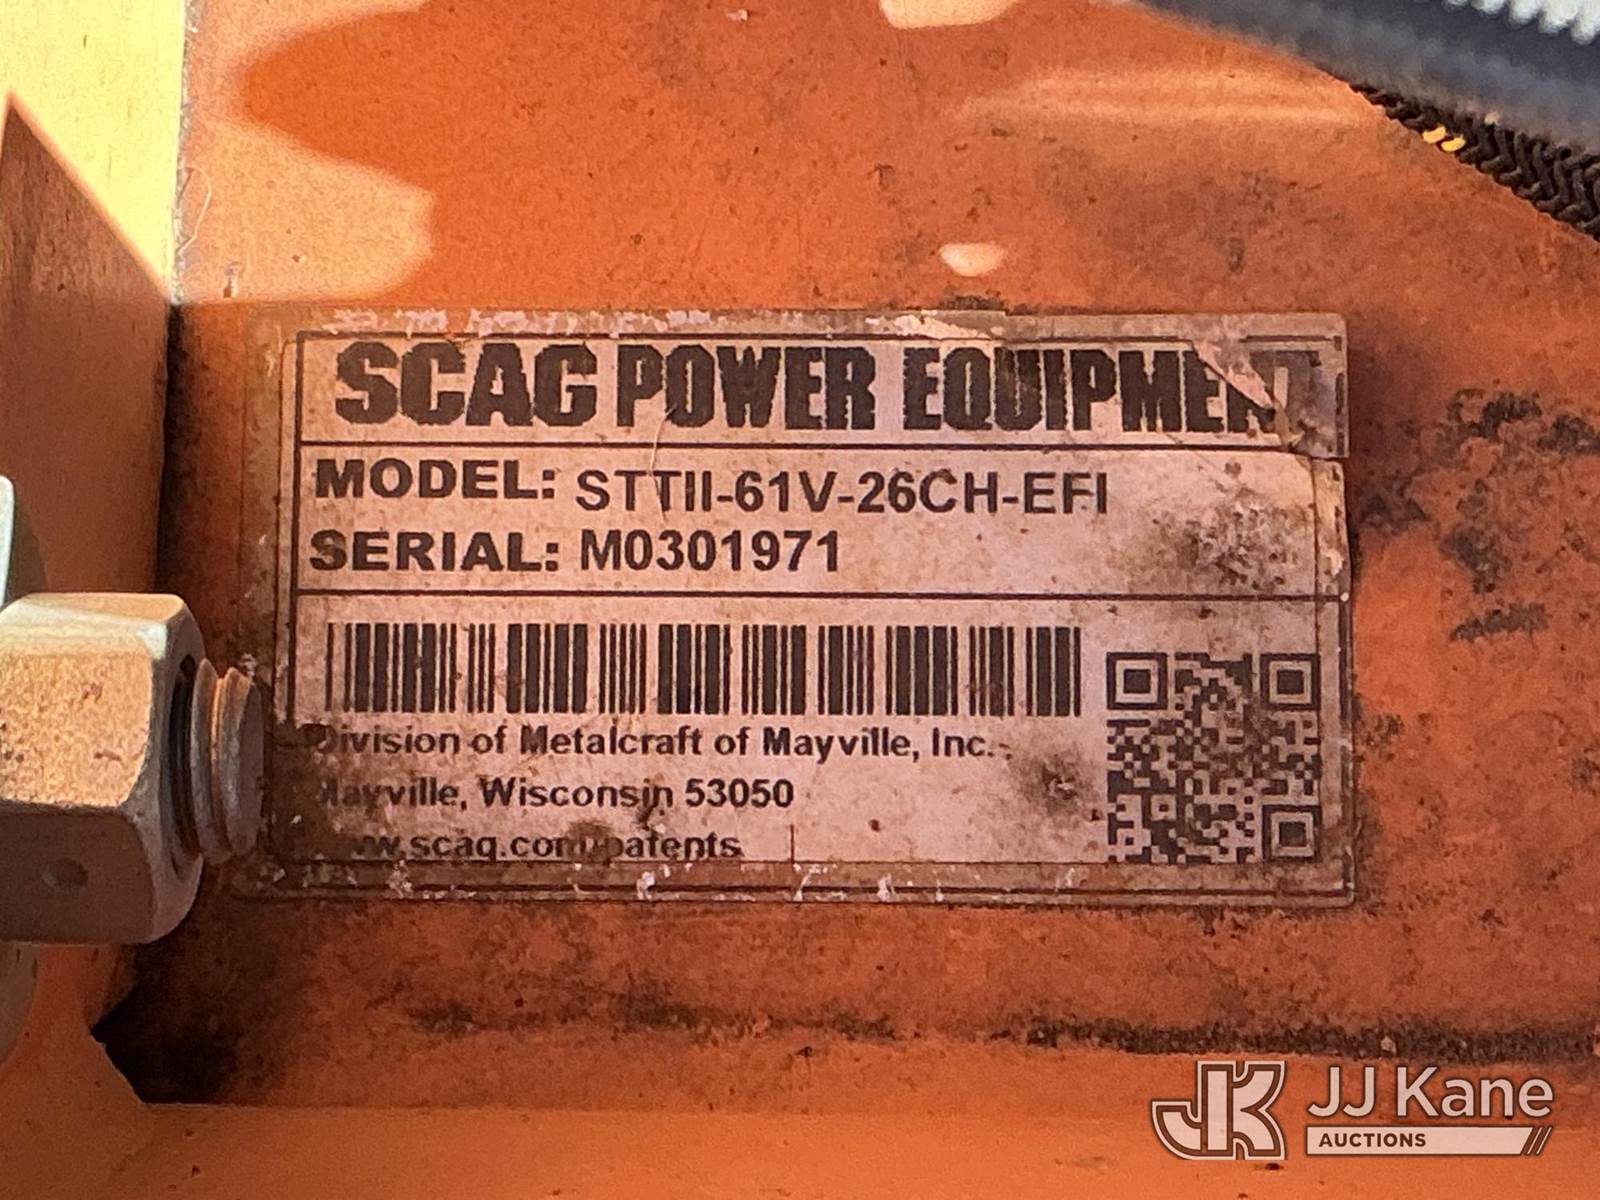 SCAG POWER EQUIPMENT
MODEL: STTII-61V-26CH-EFI
SERIAL: M0301971
Division of Metalcraft of Mayville, Inc.
Mayville, Wisconsin 53050
www.scag.com/patents
JK JJ Kane
AUCTIONS